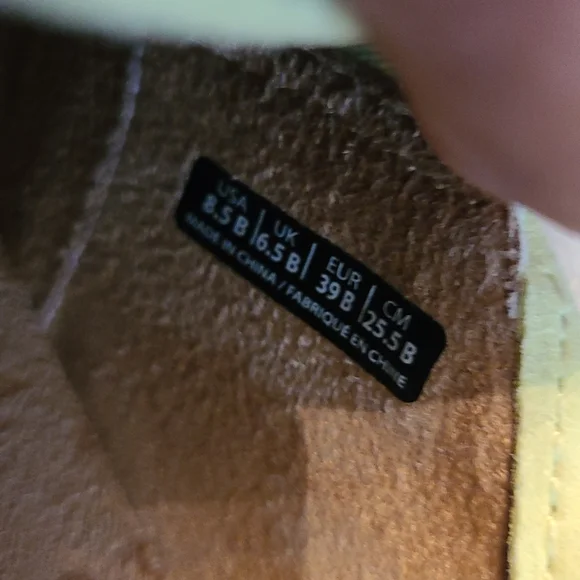 USA | UK | EUR | CM
8.5 B | 6.5 B | 39 B | 25.5 B
MADE IN CHINA / FABRIQUE EN CHINE